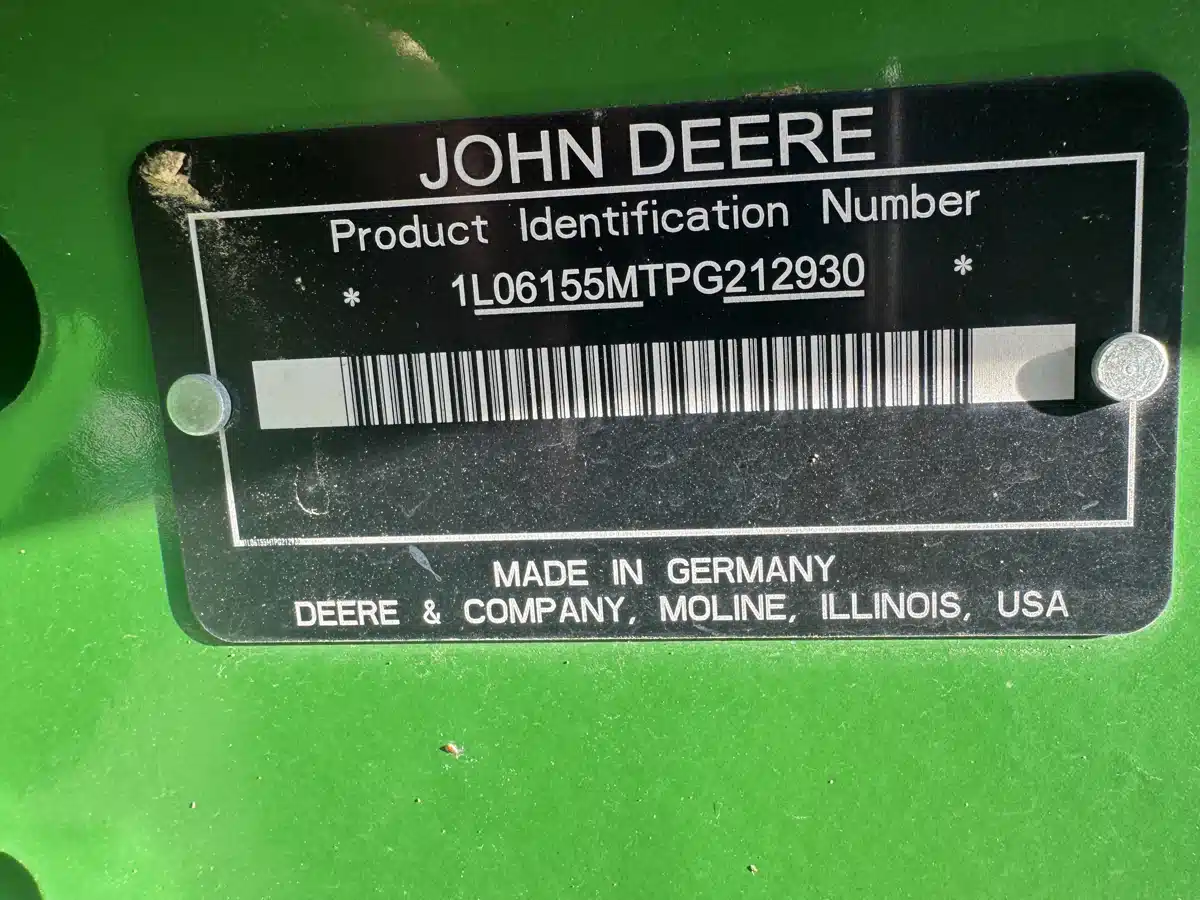 JOHN DEERE
Product Identification Number
* 1L06155MTPG212930 *
MADE IN GERMANY
DEERE & COMPANY, MOLINE, ILLINOIS, USA